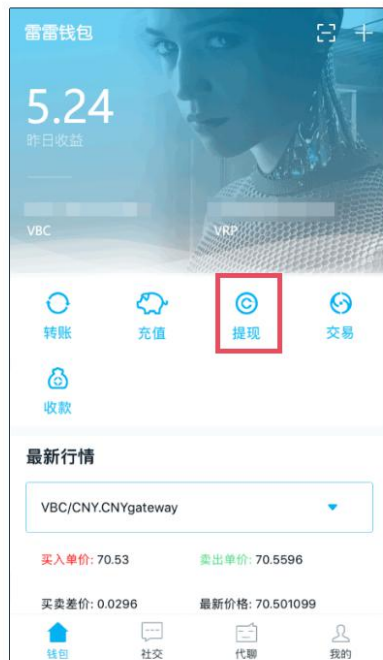 雷雷钱包
5.24
昨日收益
VBC VRP
转账 充值 提现 交易
收款
最新行情
VBC/CNY.CNYgateway
买入单价: 70.53 卖出单价: 70.5596
买卖差价: 0.0296 最新价格: 70.501099
钱包 社交 代聊 我的